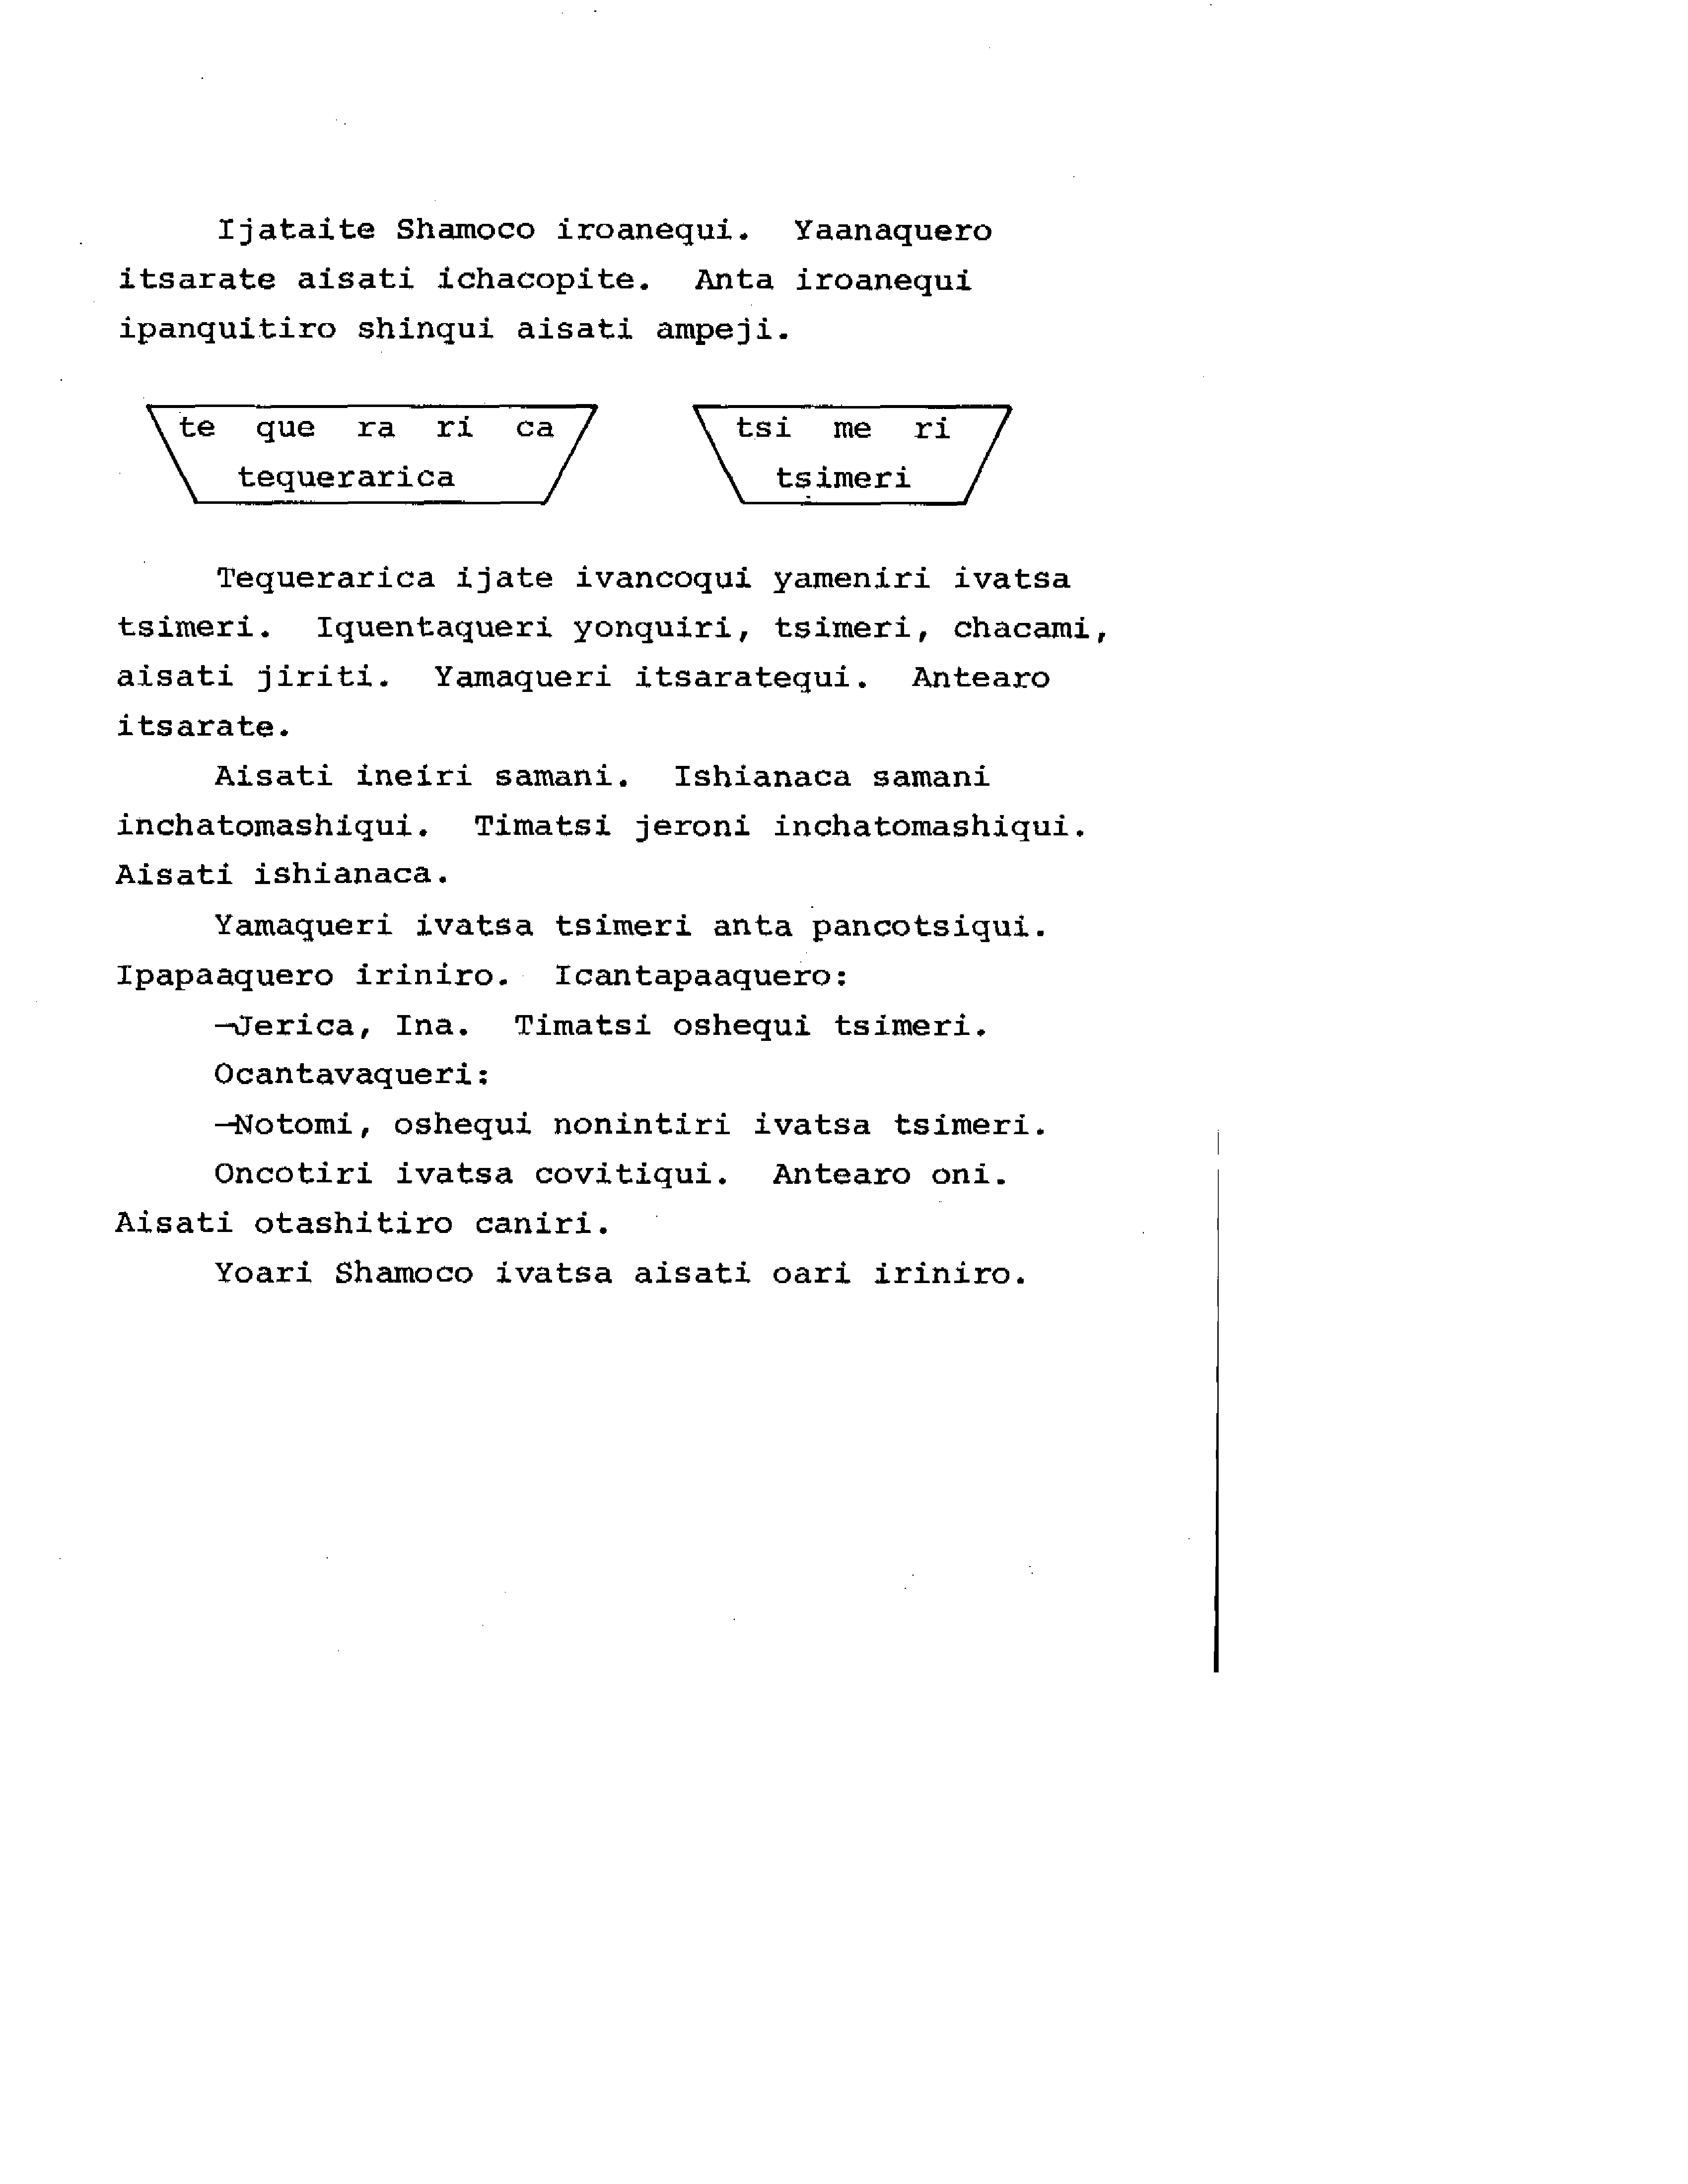 Ijataite Shamoco iroanequi. Yaanaquero
itsarate aisati ichacopite. Anta iroanequi
ipanquitiro shinqui aisati ampeji.
te que ra ri ca
tequerarica
tsi me ri
tsimeri
Tequerarica ijate ivancoqui yameniri ivatsa
tsimeri. Iquentaqueri yonquiri, tsimeri, chacami,
aisati jiriti. Yamaqueri itsaratequi. Antearo
itsarate.
Aisati ineiri samani. Ishianaca samani
inchatomashiqui. Timatsi jeroni inchatomashiqui.
Aisati ishianaca.
Yamaqueri ivatsa tsimeri anta pancotsiqui.
Ipapaaquero iriniro. Icantapaaquero:
—Jerica, Ina. Timatsi oshequi tsimeri.
Ocantavaqueri:
—Notomi, oshequi nonintiri ivatsa tsimeri.
Oncotiri ivatsa covitiqui. Antearo oni.
Aisati otashitiro caniri.
Yoari Shamoco ivatsa aisati oari iriniro.